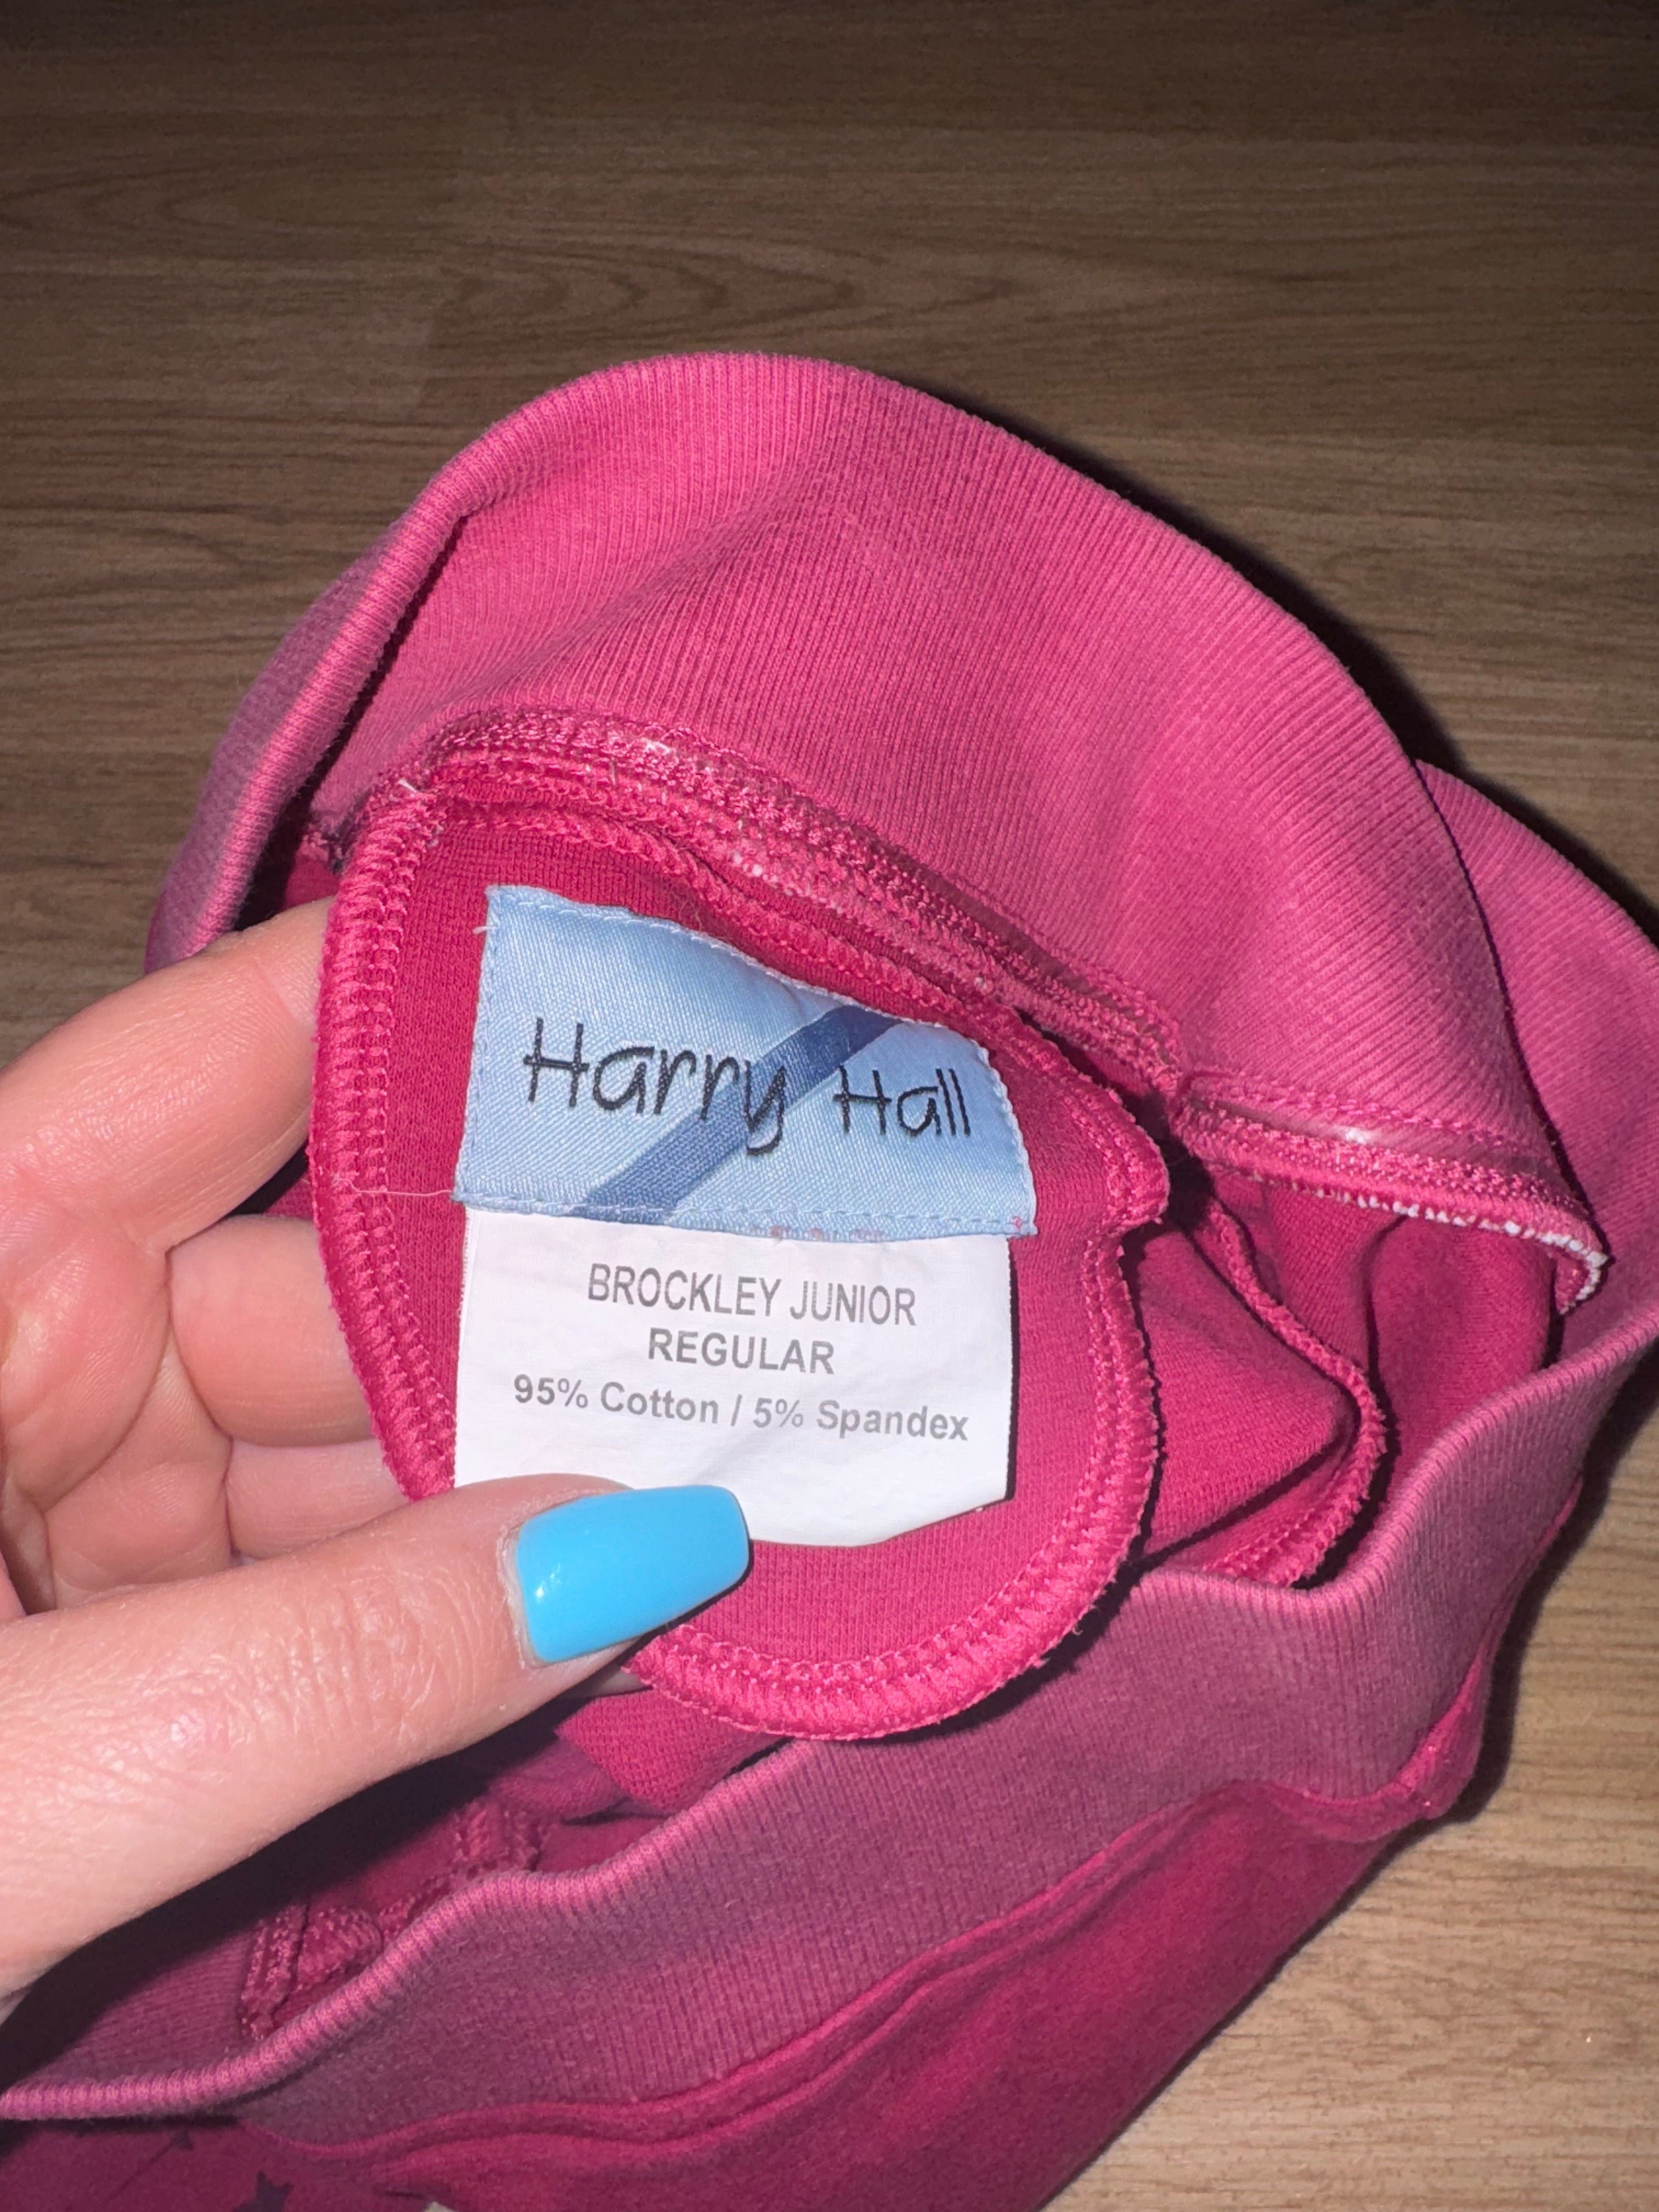 Harry Hall
BROCKLEY JUNIOR
REGULAR
95% Cotton / 5% Spandex